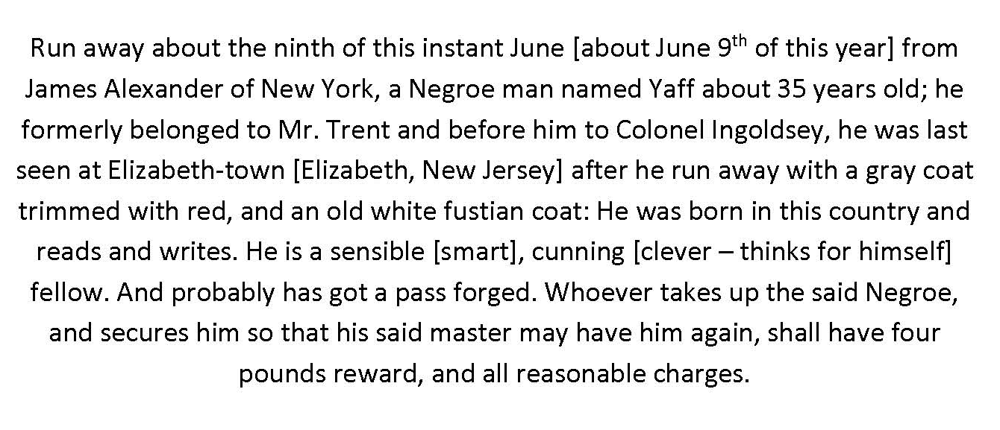 Run away about the ninth of this instant June [about June 9th of this year] from
James Alexander of New York, a Negroe man named Yaff about 35 years old; he
formerly belonged to Mr. Trent and before him to Colonel Ingoldsey, he was last
seen at Elizabeth-town [Elizabeth, New Jersey] after he run away with a gray coat
trimmed with red, and an old white fustian coat: He was born in this country and
reads and writes. He is a sensible [smart], cunning [clever – thinks for himself]
fellow. And probably has got a pass forged. Whoever takes up the said Negroe,
and secures him so that his said master may have him again, shall have four
pounds reward, and all reasonable charges.